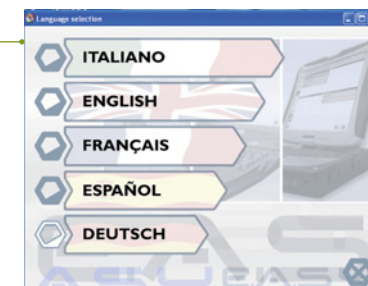 Language selection
ITALIANO
ENGLISH
FRANÇAIS
ESPAÑOL
DEUTSCH